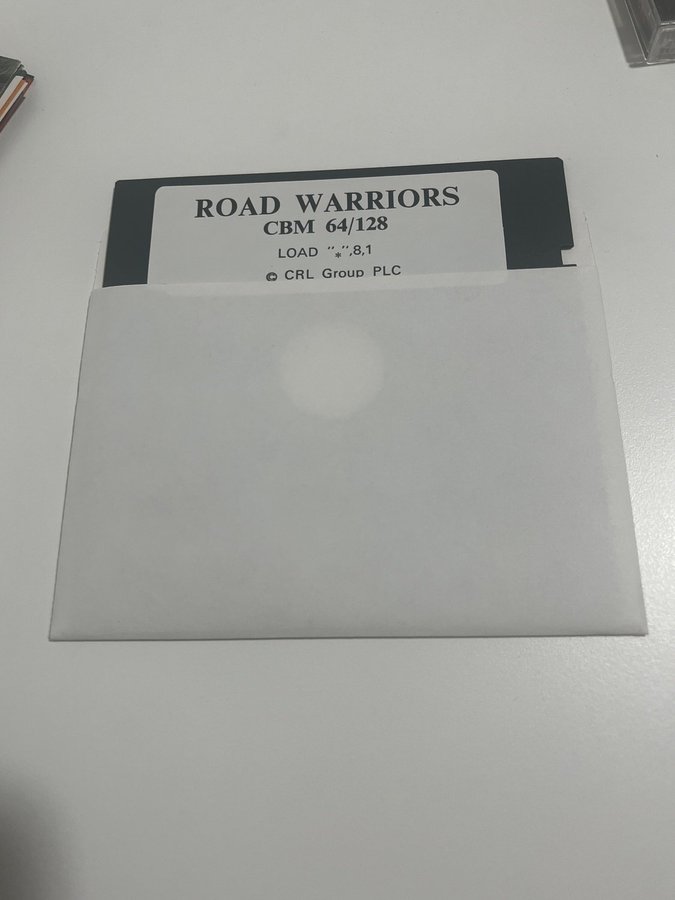 ROAD WARRIORS
CBM 64/128
LOAD "*",8,1
© CRL Group PLC